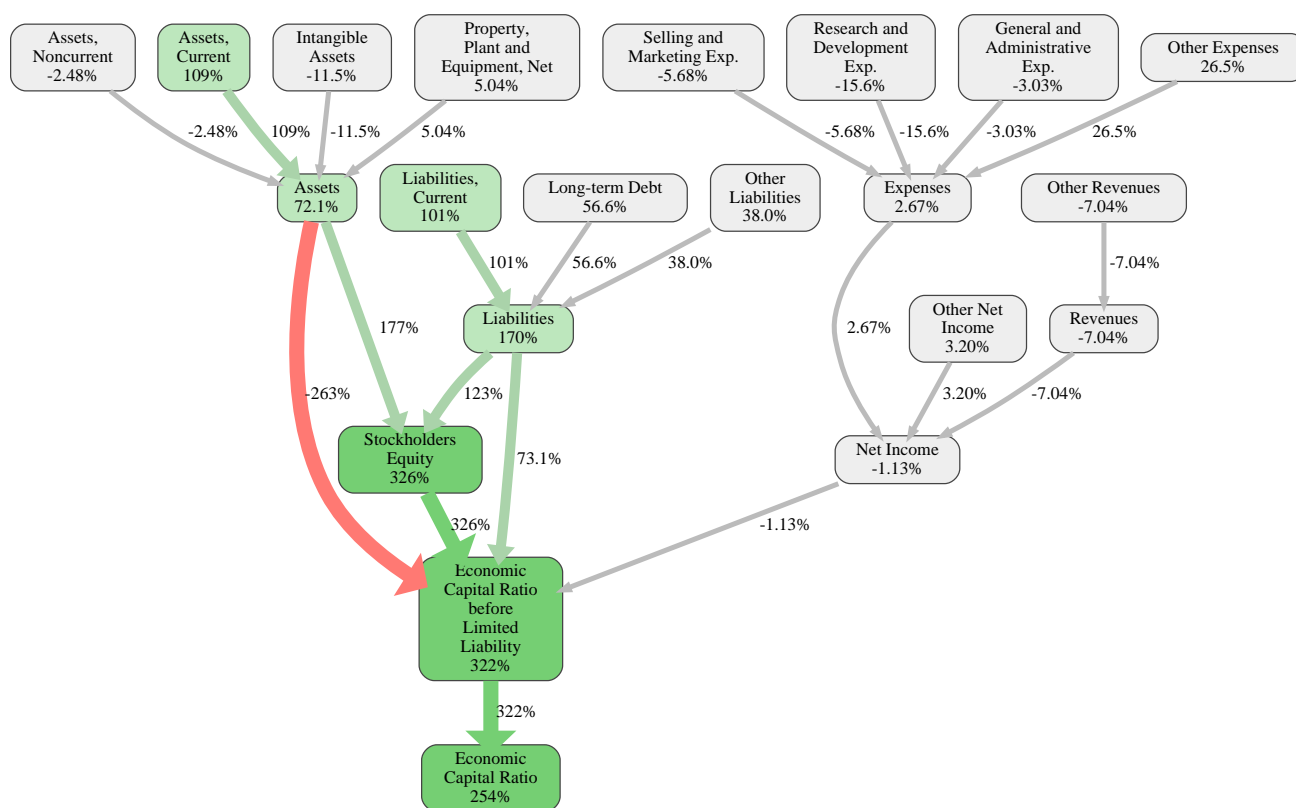 Assets,
Noncurrent
-2.48%
Assets,
Current
109%
Intangible
Assets
-11.5%
Property,
Plant and
Equipment, Net
5.04%
Selling and
Marketing Exp.
-5.68%
Research and
Development
Exp.
-15.6%
General and
Administrative
Exp.
-3.03%
Other Expenses
26.5%
-2.48%
109%
-11.5%
5.04%
-5.68%
-15.6%
-3.03%
26.5%
Assets
72.1%
Liabilities,
Current
101%
Long-term Debt
56.6%
Other
Liabilities
38.0%
Expenses
2.67%
Other Revenues
-7.04%
101%
56.6%
38.0%
-7.04%
177%
Liabilities
170%
2.67%
Other Net
Income
3.20%
Revenues
-7.04%
-263%
123%
3.20%
-7.04%
Stockholders
Equity
326%
73.1%
Net Income
-1.13%
326%
-1.13%
Economic
Capital Ratio
before
Limited
Liability
322%
322%
Economic
Capital Ratio
254%